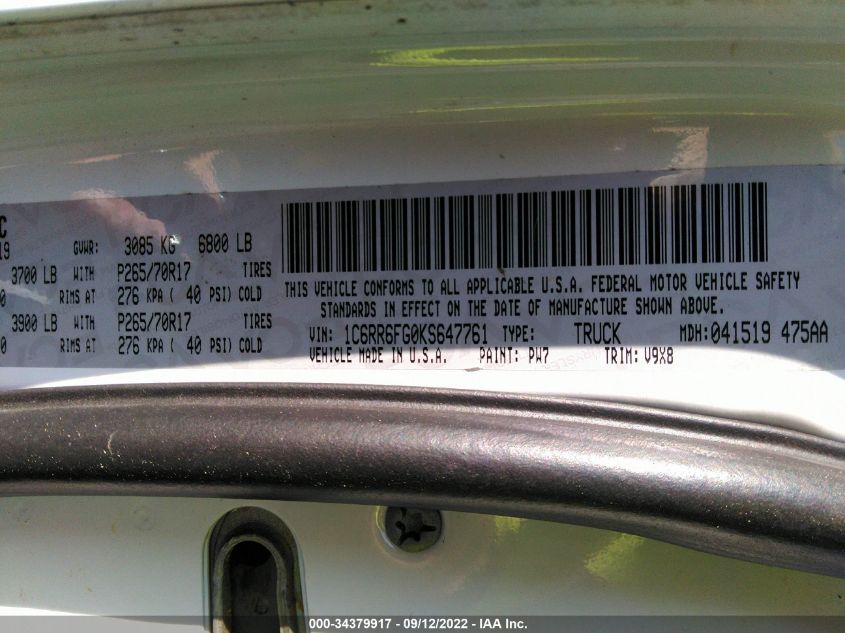 C
19 GVWR: 3085 KG 6800 LB
3700 LB WITH P265/70R17 TIRES
0 RIMS AT 276 KPA ( 40 PSI) COLD
3900 LB WITH P265/70R17 TIRES
0 RIMS AT 276 KPA ( 40 PSI) COLD
THIS VEHICLE CONFORMS TO ALL APPLICABLE U.S.A. FEDERAL MOTOR VEHICLE SAFETY
STANDARDS IN EFFECT ON THE DATE OF MANUFACTURE SHOWN ABOVE.
VIN: 1C6RR6FG0KS647761 TYPE: TRUCK MDH: 041519 475AA
VEHICLE MADE IN U.S.A. PAINT: PW7 TRIM: V9X8
000-34379917 - 09/12/2022 - IAA Inc.